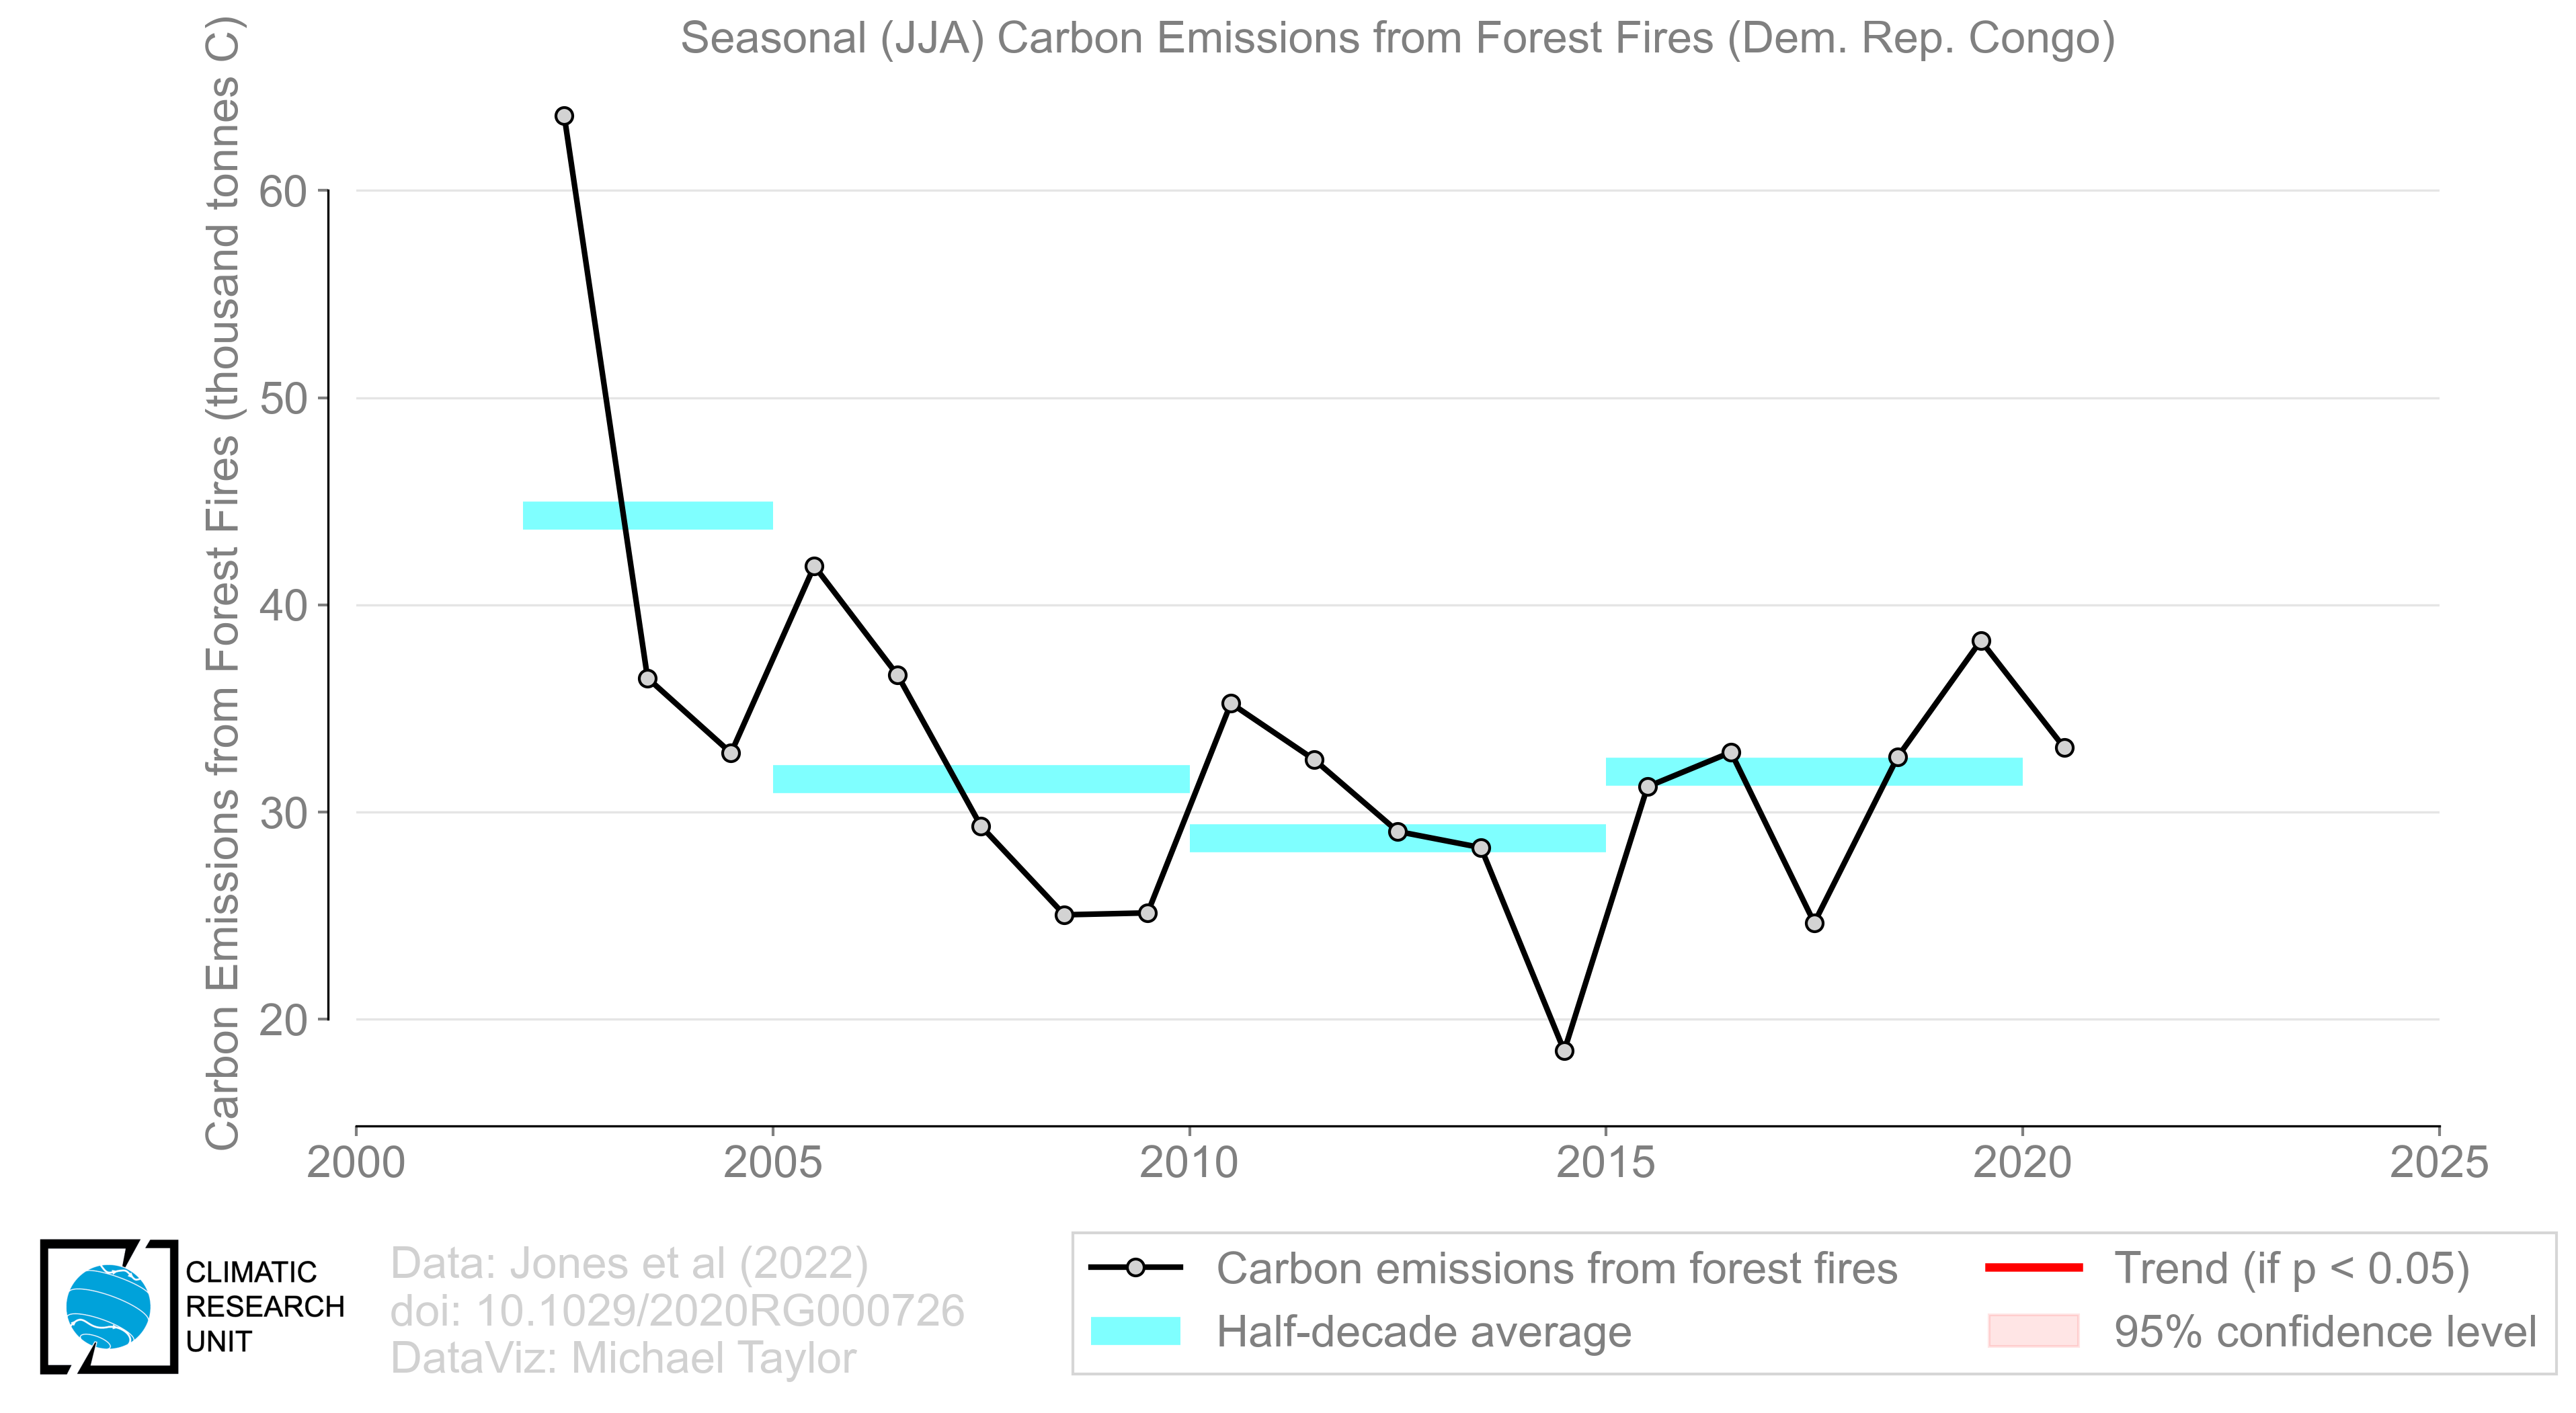 Seasonal (JJA) Carbon Emissions from Forest Fires (Dem. Rep. Congo)
Carbon Emissions from Forest Fires (thousand tonnes C)
60
50
40
30
20
2000
2005
2010
2015
2020
2025
CLIMATIC
RESEARCH
UNIT
Data: Jones et al (2022)
doi: 10.1029/2020RG000726
DataViz: Michael Taylor
Carbon emissions from forest fires
Half-decade average
Trend (if p < 0.05)
95% confidence level